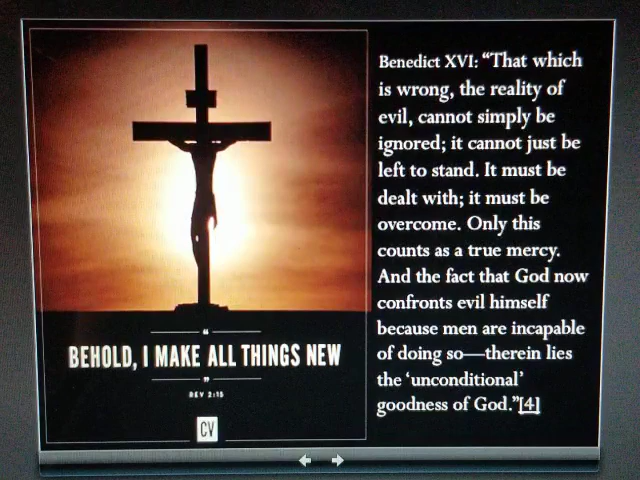 Benedict XVI: “That which
is wrong, the reality of
evil, cannot simply be
ignored; it cannot just be
left to stand. It must be
dealt with; it must be
overcome. Only this
counts as a true mercy.
And the fact that God now
confronts evil himself
because men are incapable
of doing so—therein lies
the ‘unconditional’
goodness of God.”[4]
“
BEHOLD, I MAKE ALL THINGS NEW
”
REV 2:15
CV